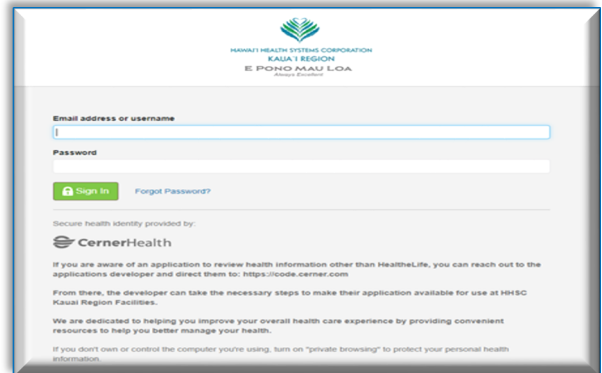 HAWAI'I HEALTH SYSTEMS CORPORATION
KAUA'I REGION
E PONO MAU LOA
Always Excellent
Email address or username
Password
Sign In Forgot Password?
Secure health identity provided by:
CernerHealth
If you are aware of an application to review health information other than HealtheLife, you can reach out to the
applications developer and direct them to: https://code.cerner.com
From there, the developer can take the necessary steps to make their application available for use at HHSC
Kauai Region Facilities.
We are dedicated to helping you improve your overall health care experience by providing convenient
resources to help you better manage your health.
If you don't own or control the computer you're using, turn on "private browsing" to protect your personal health
information.